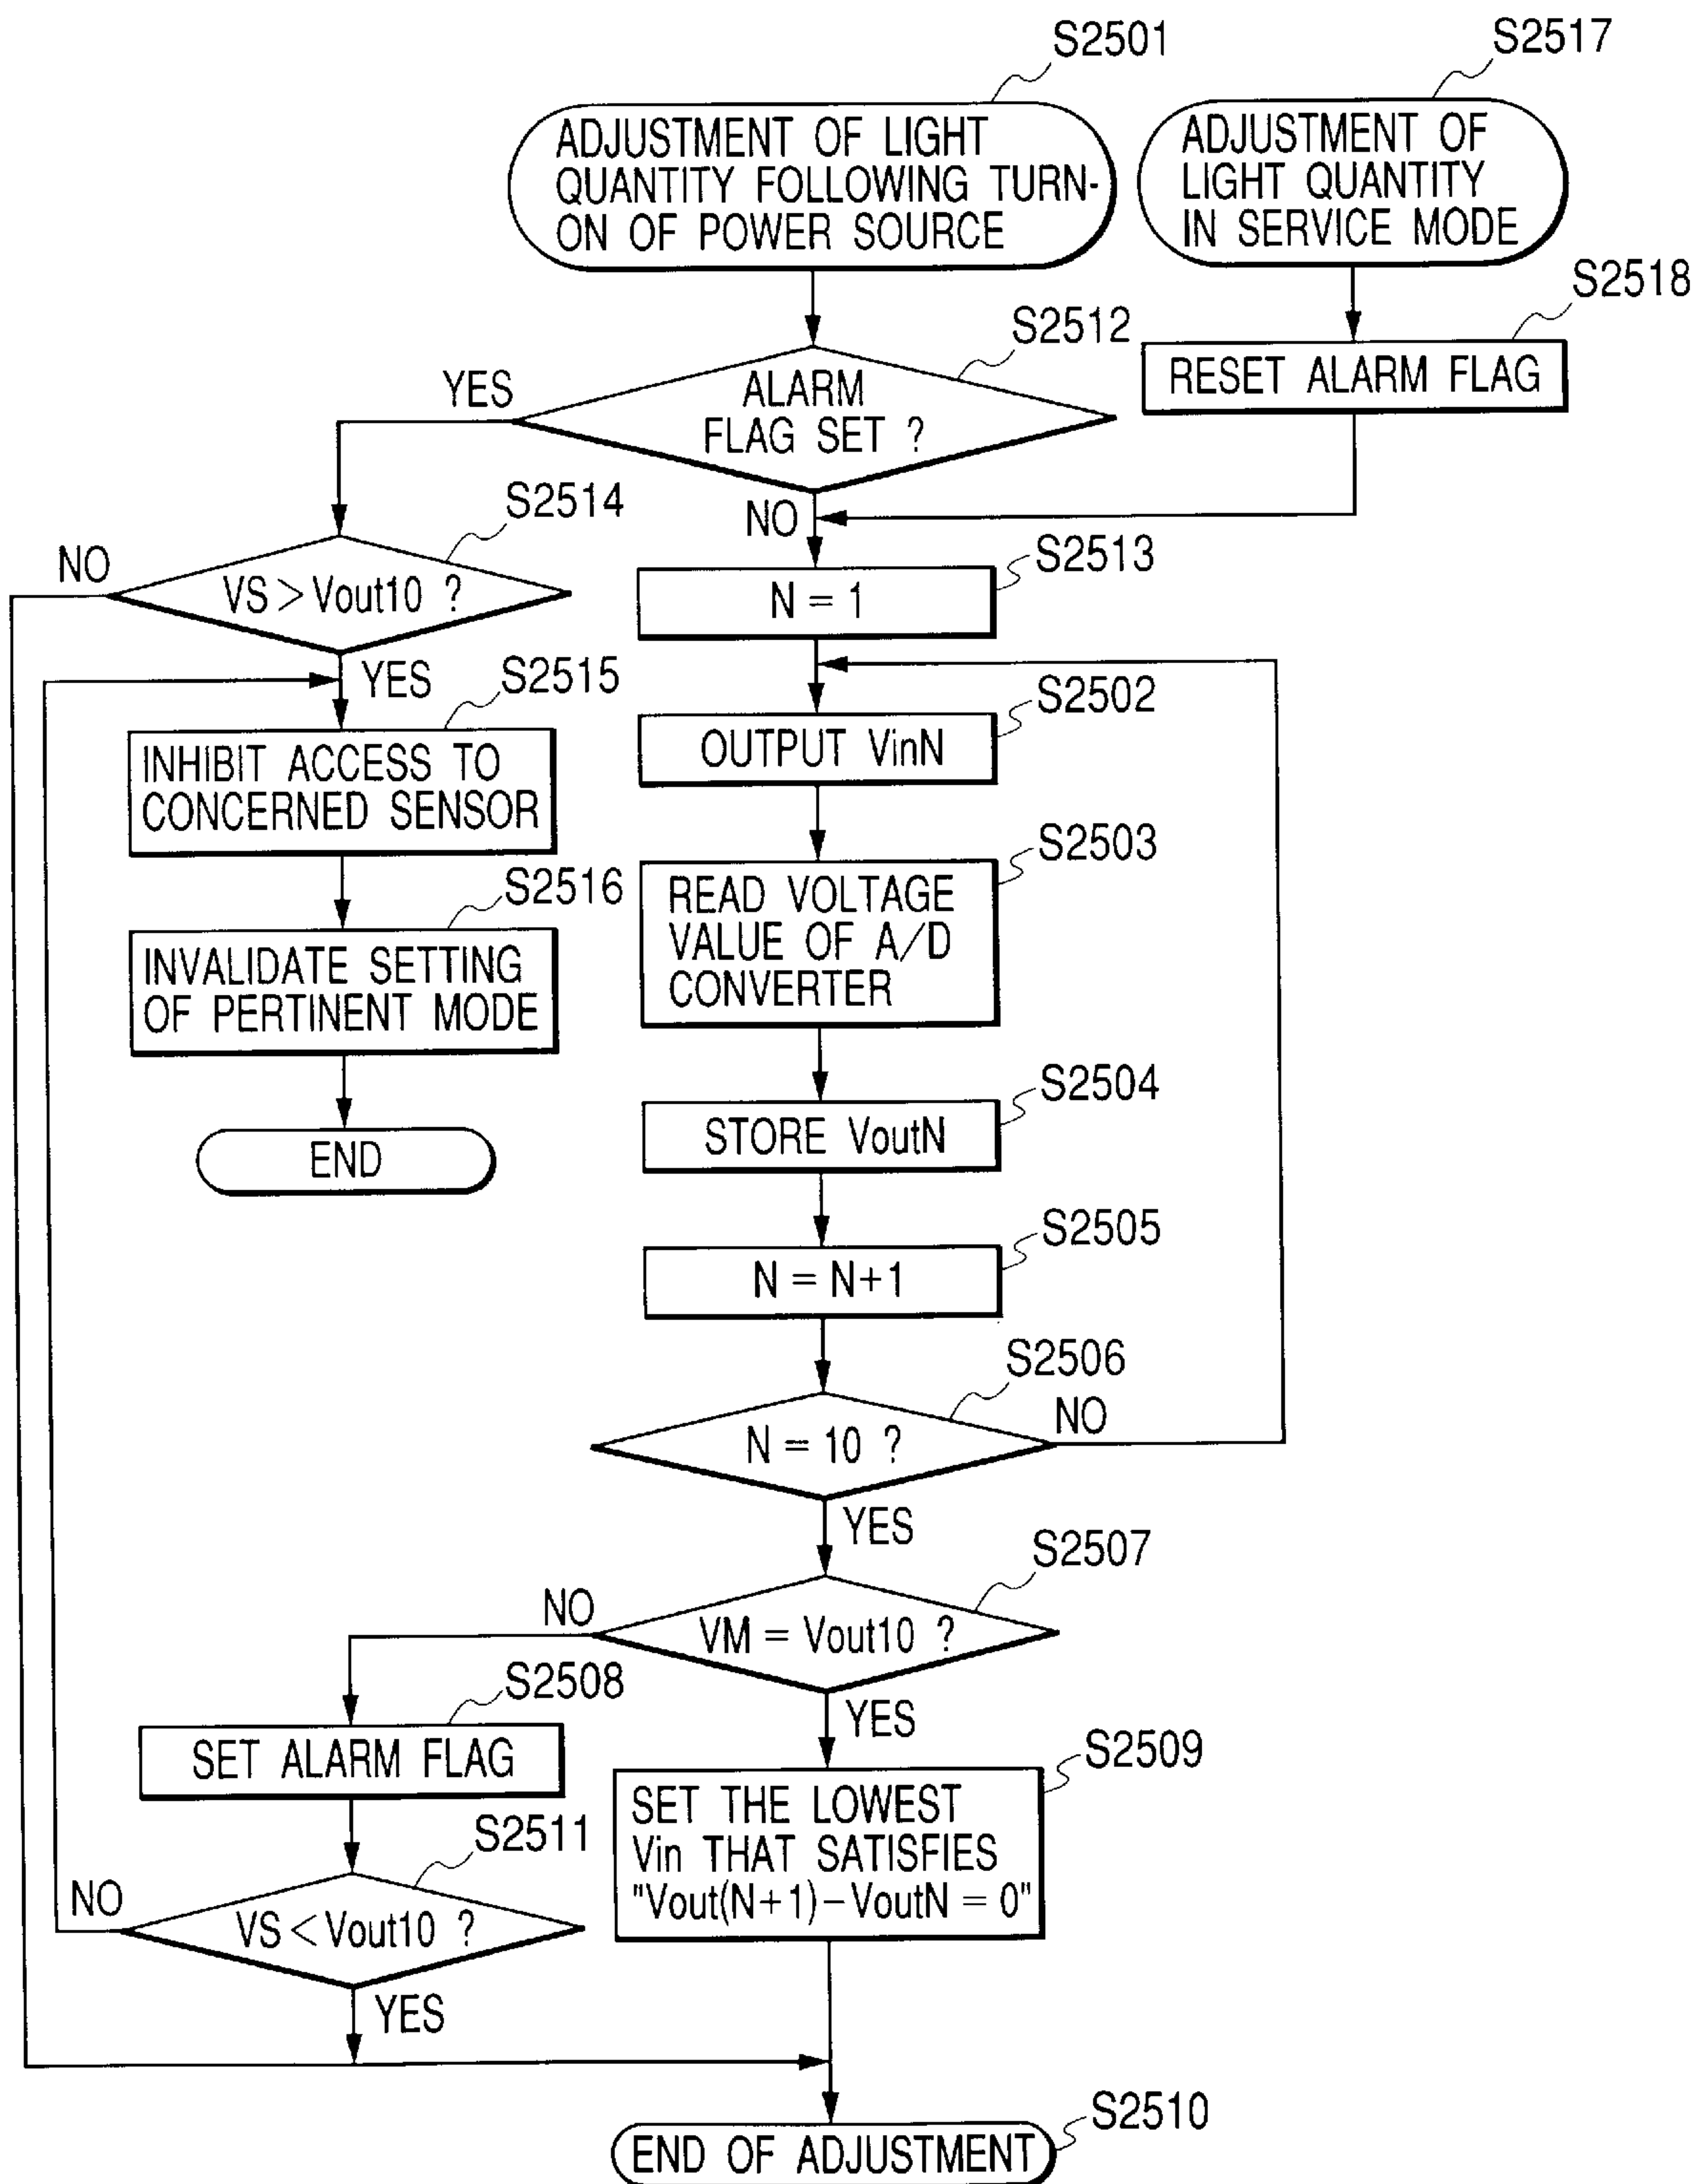 S2501
S2517
ADJUSTMENT OF LIGHT
QUANTITY FOLLOWING TURN-
ON OF POWER SOURCE
ADJUSTMENT OF
LIGHT QUANTITY
IN SERVICE MODE
S2518
RESET ALARM FLAG
S2512
ALARM
FLAG SET ?
YES
NO
S2514
VS > Vout10 ?
NO
YES
S2515
INHIBIT ACCESS TO
CONCERNED SENSOR
S2516
INVALIDATE SETTING
OF PERTINENT MODE
END
S2513
N = 1
S2502
OUTPUT VinN
S2503
READ VOLTAGE
VALUE OF A/D
CONVERTER
S2504
STORE VoutN
S2505
N = N+1
S2506
N = 10 ?
NO
YES
S2507
VM = Vout10 ?
NO
YES
S2508
SET ALARM FLAG
S2511
VS < Vout10 ?
NO
YES
S2509
SET THE LOWEST
Vin THAT SATISFIES
"Vout(N+1) – VoutN = 0"
S2510
END OF ADJUSTMENT